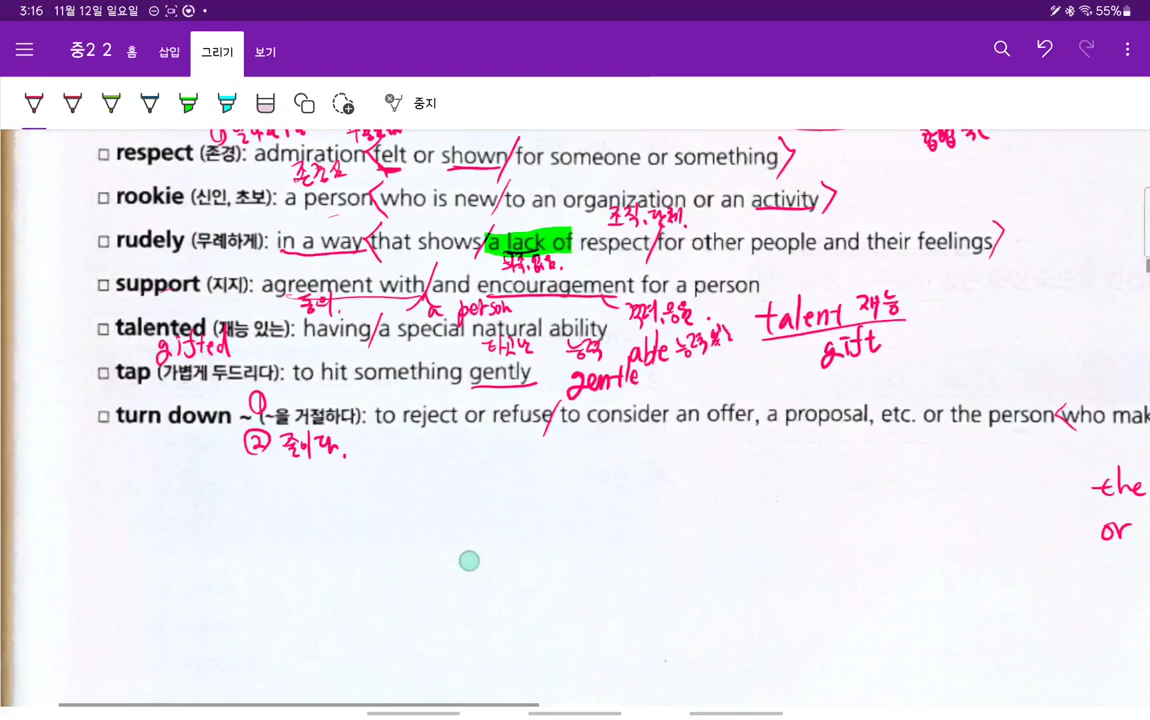 3:16 11월 12일 일요일
55%
중2 2 홈 삽입 그리기 보기
중지
respect (존경): admiration felt or shown for someone or something
존경심
rookie (신인, 초보): a person who is new to an organization or an activity
조직, 단체.
rudely (무례하게): in a way that shows a lack of respect for other people and their feelings
부족, 없음.
support (지지): agreement with and encouragement for a person
동의. a person 격려, 응원.
talent 재능
talented (재능 있는): having a special natural ability
gifted 타고난 능력 able gift
tap (가볍게 두드리다): to hit something gently
gentle
turn down ~ (~을 거절하다): to reject or refuse to consider an offer, a proposal, etc. or the person who mak
① ② 줄이다.
the
or